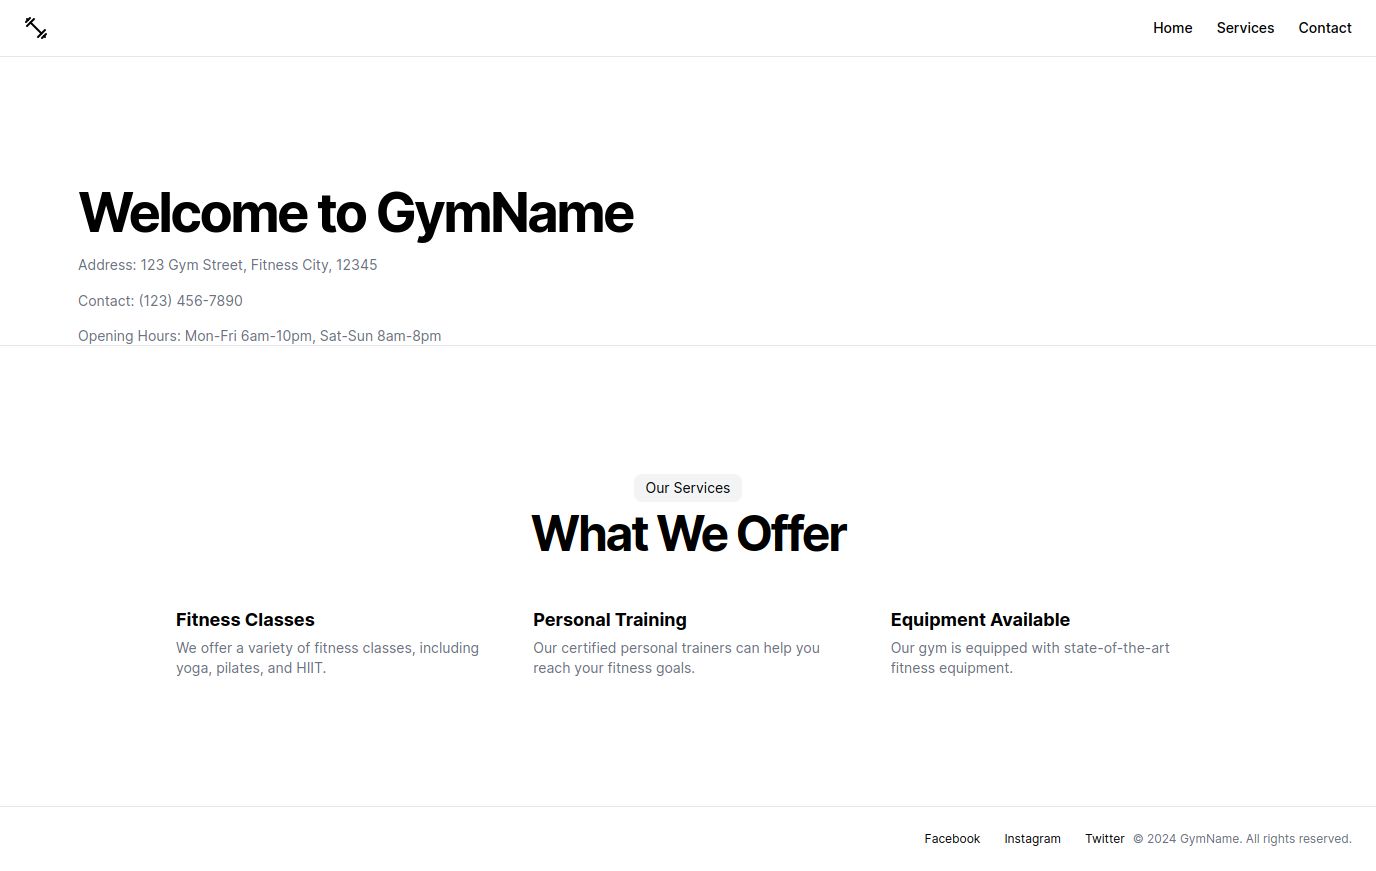 Home Services Contact
Welcome to GymName
Address: 123 Gym Street, Fitness City, 12345
Contact: (123) 456-7890
Opening Hours: Mon-Fri 6am-10pm, Sat-Sun 8am-8pm
Our Services
What We Offer
Fitness Classes
We offer a variety of fitness classes, including
yoga, pilates, and HIIT.
Personal Training
Our certified personal trainers can help you
reach your fitness goals.
Equipment Available
Our gym is equipped with state-of-the-art
fitness equipment.
Facebook Instagram Twitter © 2024 GymName. All rights reserved.